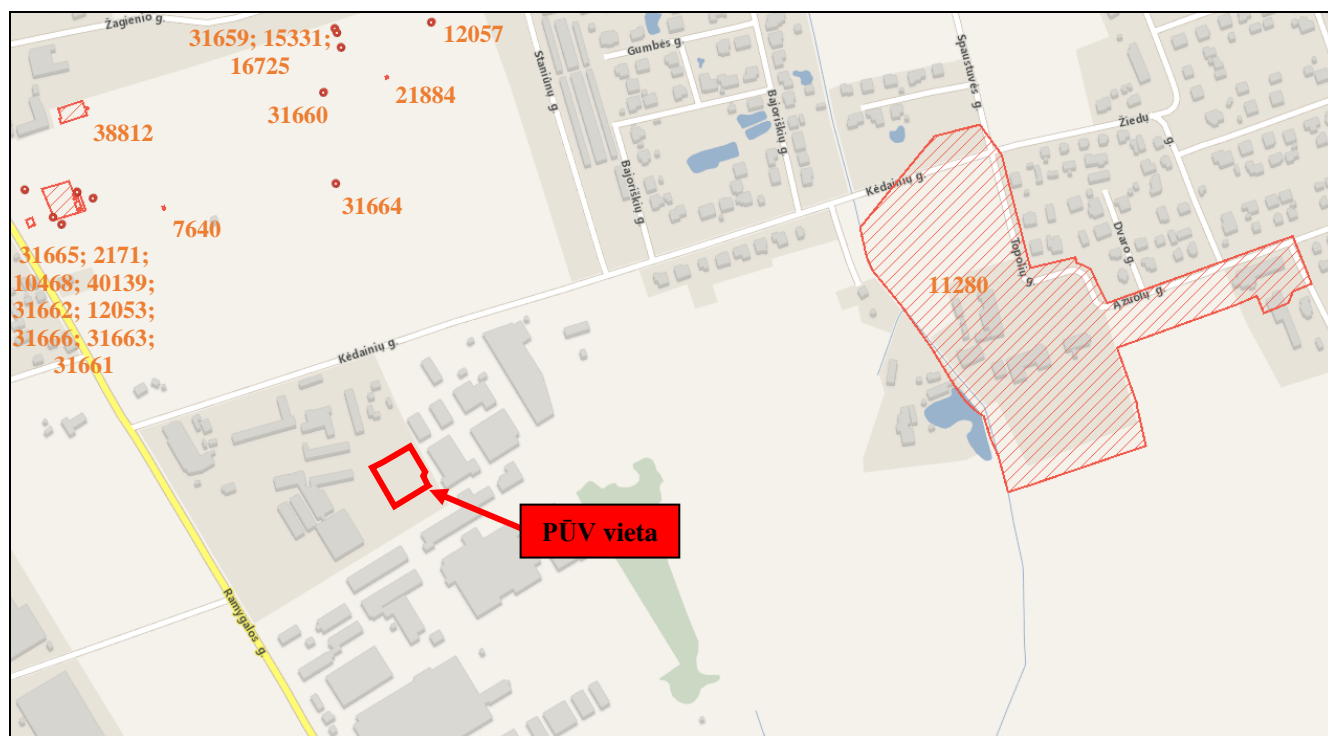 Žagienio g.
31659; 15331;
16725
12057
21884
31660
38812
31664
7640
31665; 2171;
10468; 40139;
31662; 12053;
31666; 31663;
31661
Staniūnų g.
Gumbės g.
Bajoriškių g.
Bajoriškių g.
Spaustuvės g.
Žiedų g.
Kėdainių g.
Topolių g.
Dvaro g.
11280
Ąžuolų g.
Kėdainių g.
PŪV vieta
Ramygalos g.